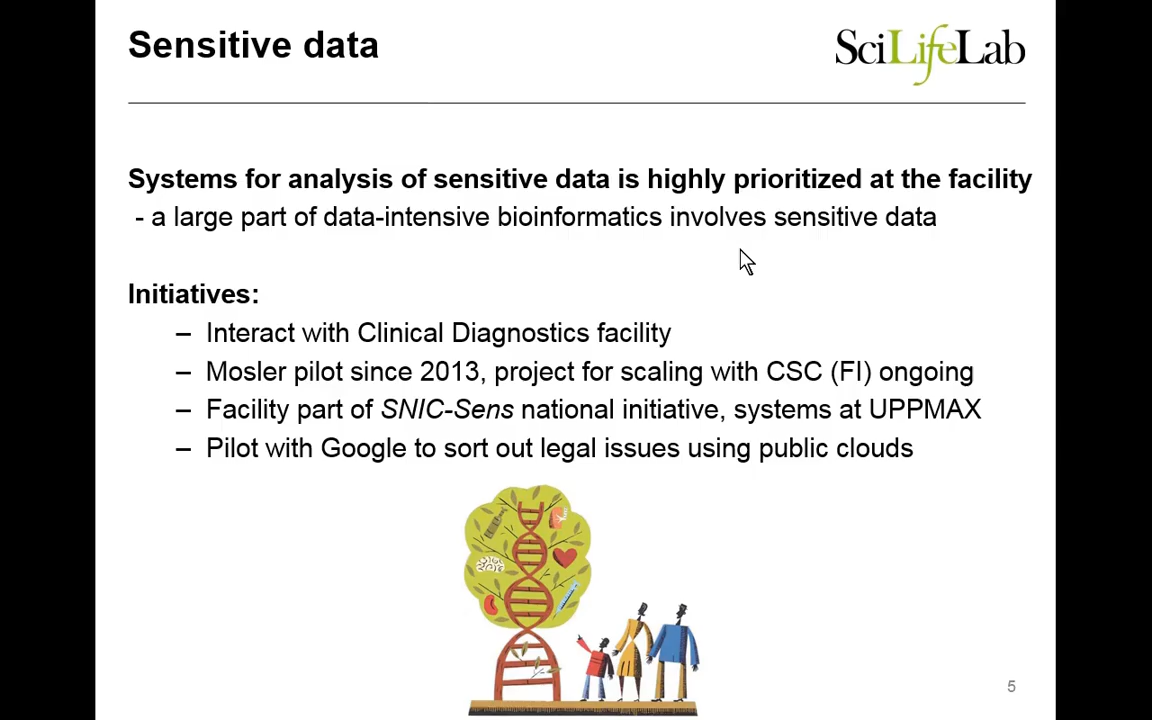 Sensitive data
SciLifeLab
Systems for analysis of sensitive data is highly prioritized at the facility
- a large part of data-intensive bioinformatics involves sensitive data
Initiatives:
– Interact with Clinical Diagnostics facility
– Mosler pilot since 2013, project for scaling with CSC (FI) ongoing
– Facility part of SNIC-Sens national initiative, systems at UPPMAX
– Pilot with Google to sort out legal issues using public clouds
5